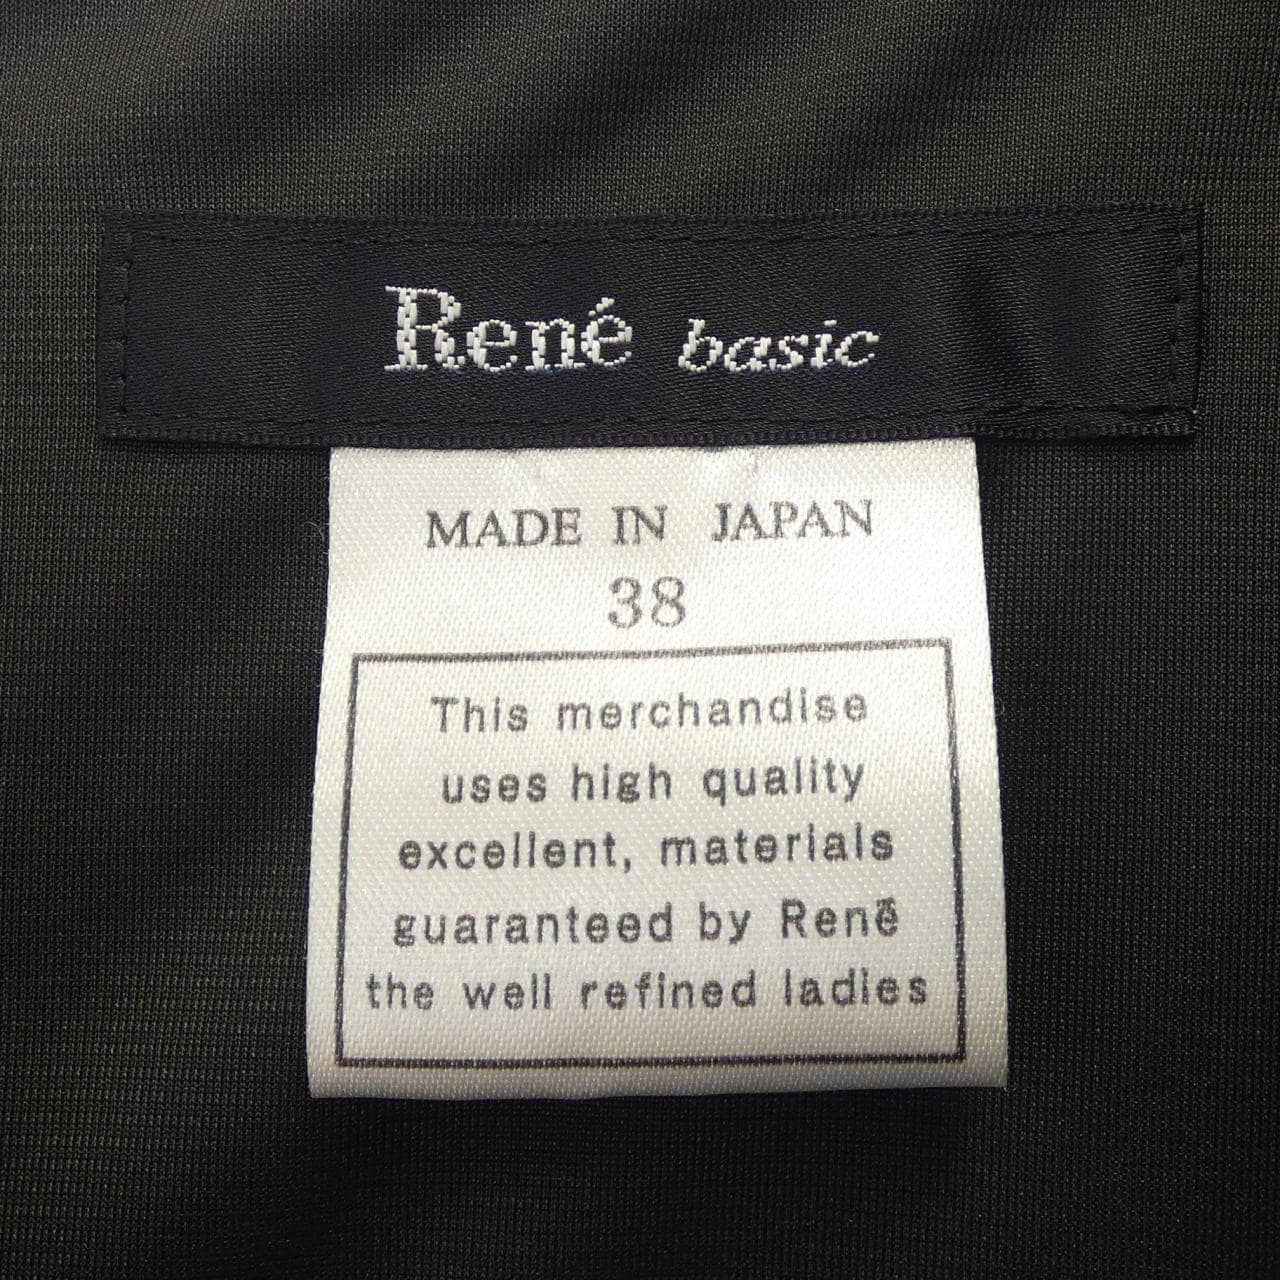 René basic
MADE IN JAPAN
38
This merchandise
uses high quality
excellent, materials
guaranteed by René
the well refined ladies